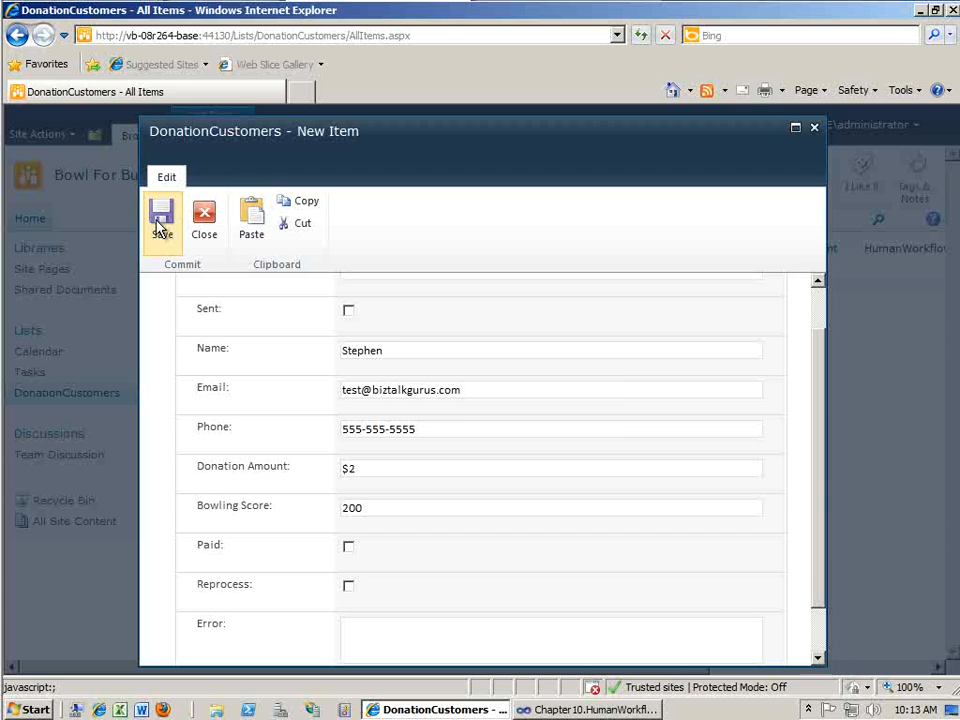 DonationCustomers - All Items - Windows Internet Explorer
http://vb-08r264-base:44130/Lists/DonationCustomers/AllItems.aspx
Bing
Favorites
Suggested Sites
Web Slice Gallery
DonationCustomers - All Items
Page
Safety
Tools
Site Actions
DonationCustomers - New Item
E\administrator
Edit
Bowl For Bu
I Like It
Tags & Notes
Save
Close
Paste
Copy
Cut
Commit
Clipboard
Home
Libraries
Site Pages
Shared Documents
Lists
Calendar
Tasks
DonationCustomers
Discussions
Team Discussion
Recycle Bin
All Site Content
HumanWorkflow
Sent:
Name:
Stephen
Email:
test@biztalkgurus.com
Phone:
555-555-5555
Donation Amount:
$2
Bowling Score:
200
Paid:
Reprocess:
Error:
javascript:;
Trusted sites | Protected Mode: Off
100%
Start
DonationCustomers - ...
Chapter10.HumanWorkfl...
10:13 AM